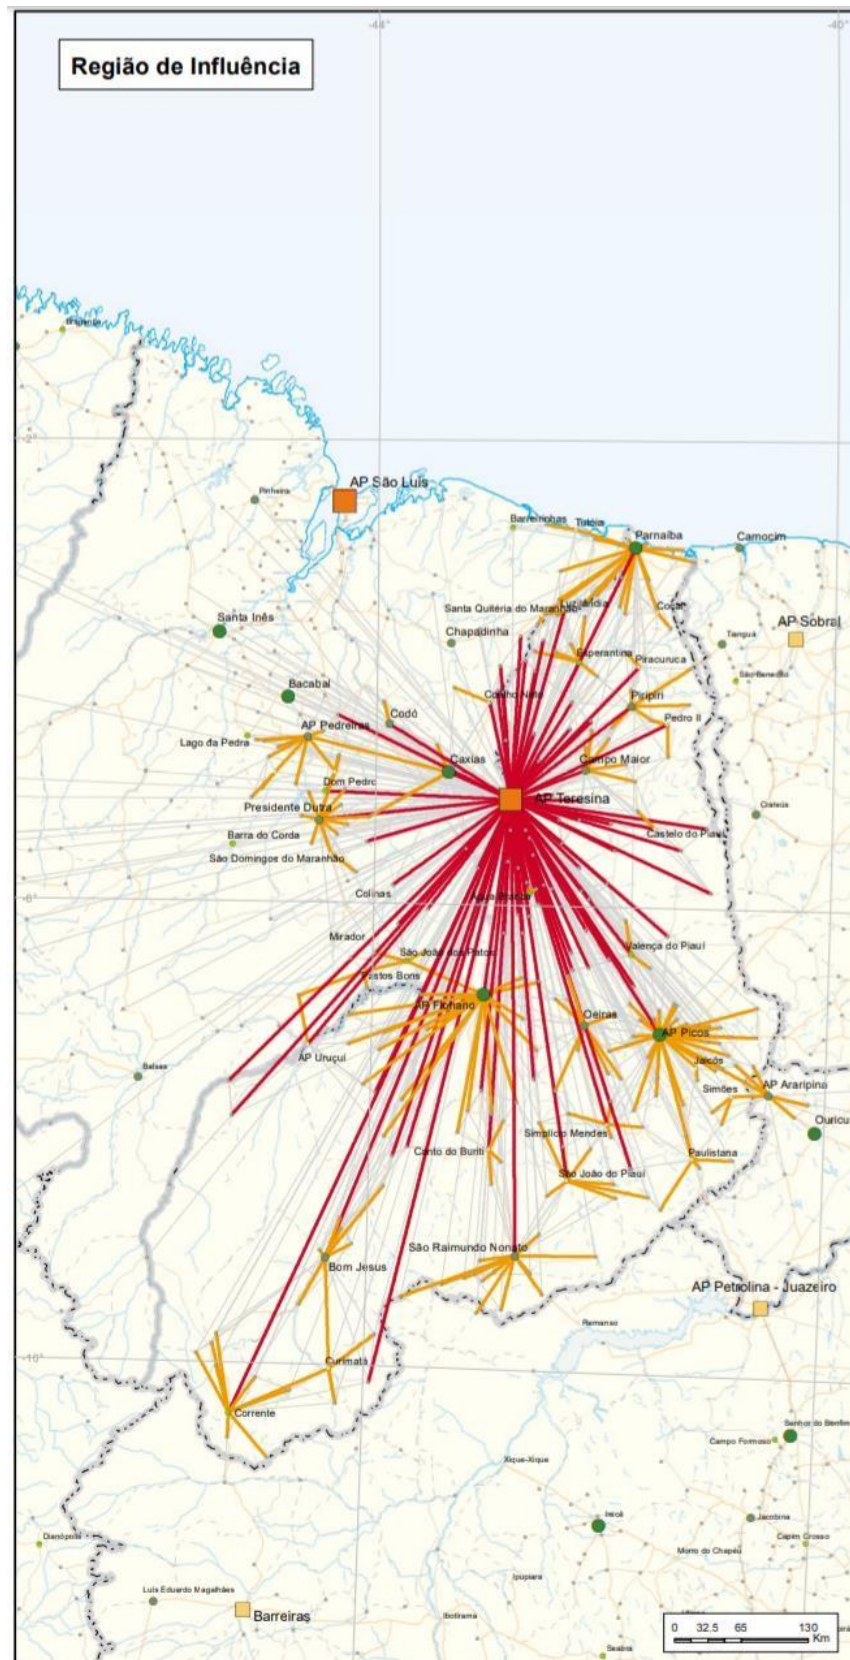 -44°
-40°
Região de Influência
Bragança
-2°
AP São Luís
Pinheiro
Barreirinhas
Tutóia
Parnaíba
Camocim
Santa Quitéria do Maranhão
Luzilândia
Cocal
Santa Inês
Chapadinha
AP Sobral
Tianguá
Esperantina
Piracuruca
São Benedito
Bacabal
Coelho Neto
Piripiri
Codó
Pedro II
AP Pedreiras
Lago da Pedra
Caxias
Campo Maior
Dom Pedro
AP Teresina
Presidente Dutra
Crateús
Barra do Corda
Castelo do Piauí
São Domingos do Maranhão
Colinas
Água Branca
-6°
Mirador
São João dos Patos
Valença do Piauí
Pastos Bons
AP Floriano
Oeiras
AP Picos
AP Uruçuí
Jaicós
Balsas
Simões
AP Araripina
Ouricu
Simplício Mendes
Canto do Buriti
Paulistana
São João do Piauí
São Raimundo Nonato
Bom Jesus
AP Petrolina - Juazeiro
Remanso
-10°
Curimatá
Corrente
Senhor do Bonfim
Campo Formoso
Xique-Xique
Irecê
Jacobina
Dianópolis
Capim Grosso
Morro do Chapéu
Ipupiara
Luís Eduardo Magalhães
Barreiras
Ibotirama
0 32.5 65 130
Km
Seabra